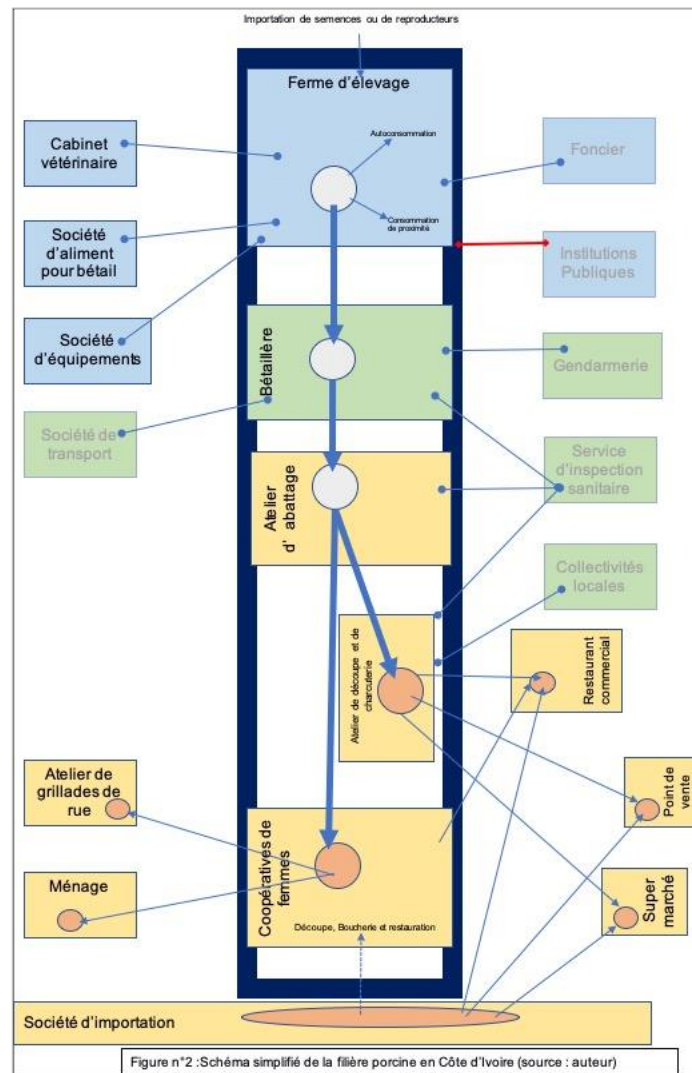 Importation de semences ou de reproducteurs
Ferme d'élevage
Cabinet
vétérinaire
Autoconsommation
Foncier
Consommation
de proximité
Société
d'aliment
pour bétail
Institutions
Publiques
Société
d'équipements
Bétaillère
Gendarmerie
Société de
transport
Atelier
d' abattage
Service
d'inspection
sanitaire
Collectivités
locales
Atelier de découpe et de
charcuterie
Restaurant
commercial
Atelier de
grillades de
rue
Point de
vente
Coopératives de
femmes
Ménage
Super
marché
Découpe, Boucherie et restauration
Société d'importation
Figure n°2 :Schéma simplifié de la filière porcine en Côte d'Ivoire (source : auteur)